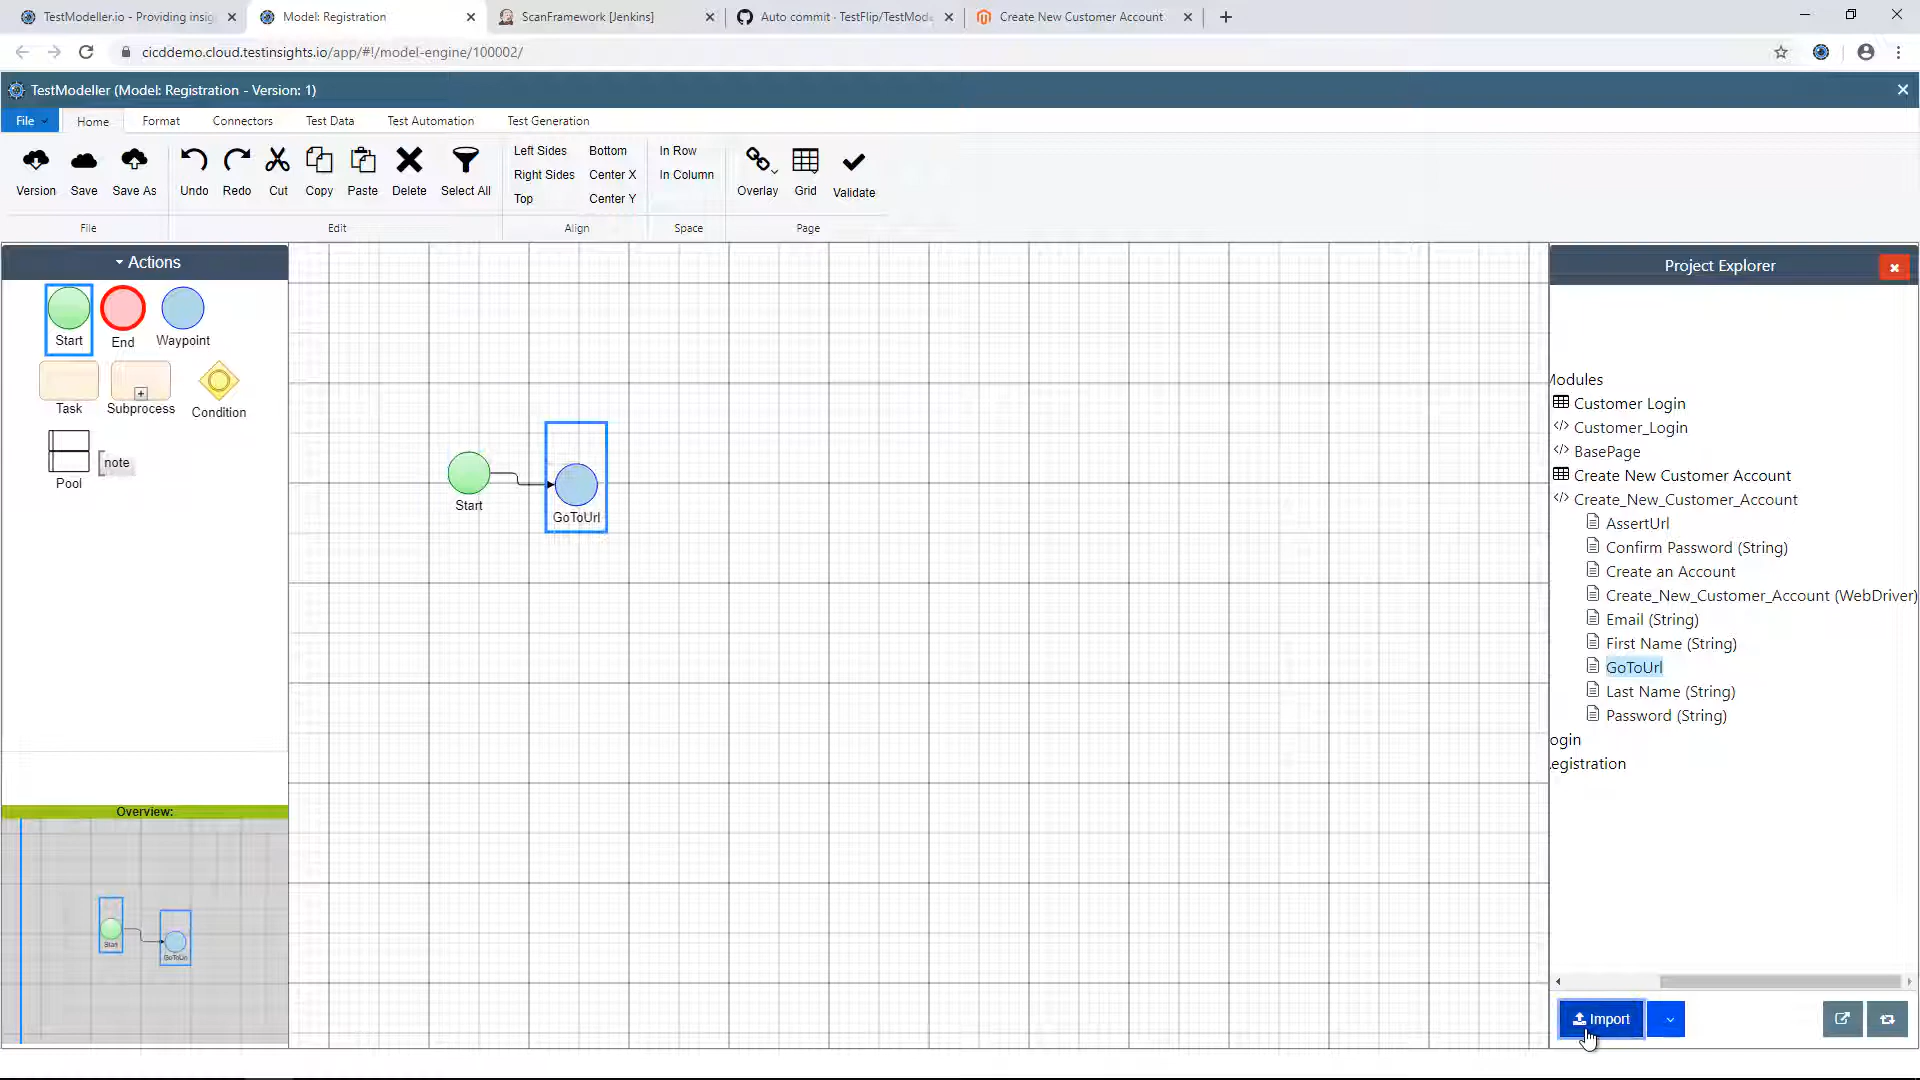 TestModeller.io - Providing insig
Model: Registration
ScanFramework [Jenkins]
Auto commit · TestFlip/TestMode
Create New Customer Account
cicddemo.cloud.testinsights.io/app/#!/model-engine/100002/
TestModeller (Model: Registration - Version: 1)
File Home Format Connectors Test Data Test Automation Test Generation
Left Sides Bottom In Row
Right Sides Center X In Column
Top Center Y
Version Save Save As Undo Redo Cut Copy Paste Delete Select All Overlay Grid Validate
File Edit Align Space Page
Actions
Start End Waypoint
Task Subprocess Condition
Pool note
Overview:
Start GoToUrl
Start
GoToUrl
Project Explorer
Modules
Customer Login
Customer_Login
BasePage
Create New Customer Account
Create_New_Customer_Account
AssertUrl
Confirm Password (String)
Create an Account
Create_New_Customer_Account (WebDriver)
Email (String)
First Name (String)
GoToUrl
Last Name (String)
Password (String)
ogin
egistration
Import